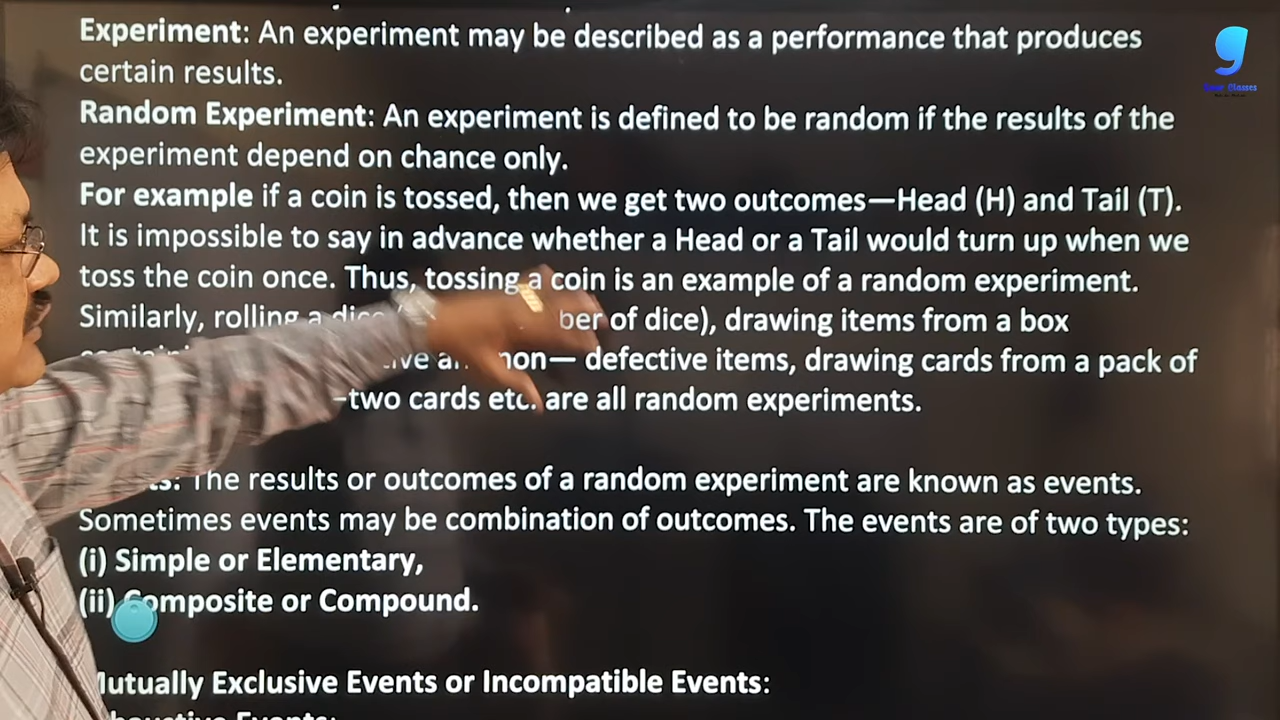 Experiment: An experiment may be described as a performance that produces
certain results.
Random Experiment: An experiment is defined to be random if the results of the
experiment depend on chance only.
For example if a coin is tossed, then we get two outcomes—Head (H) and Tail (T).
It is impossible to say in advance whether a Head or a Tail would turn up when we
toss the coin once. Thus, tossing a coin is an example of a random experiment.
Similarly, rolling a dice of dice), drawing items from a box
non— defective items, drawing cards from a pack of
–two cards etc. are all random experiments.
The results or outcomes of a random experiment are known as events.
Sometimes events may be combination of outcomes. The events are of two types:
(i) Simple or Elementary,
(ii) Composite or Compound.
Mutually Exclusive Events or Incompatible Events:
Events: